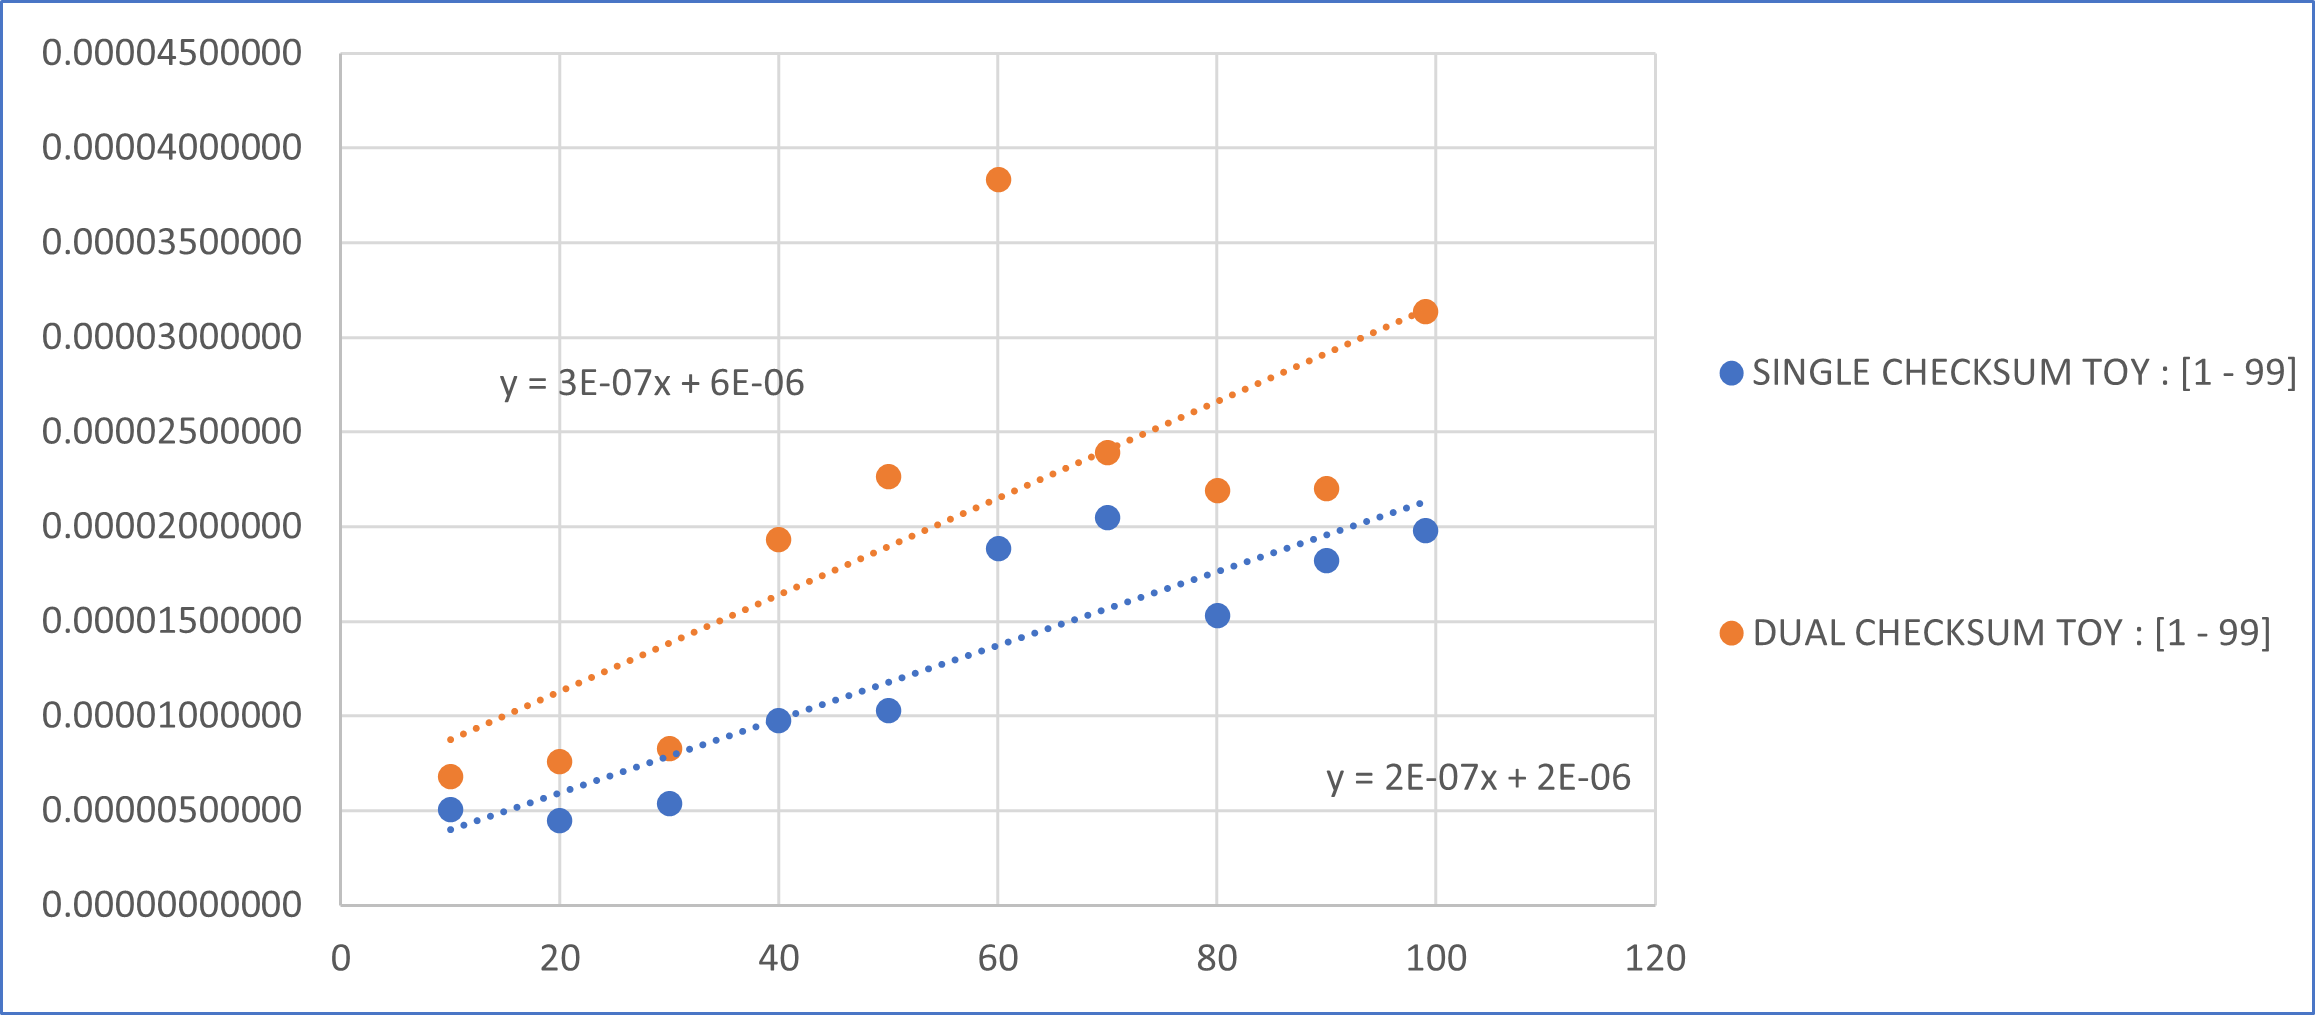 0.00004500000
0.00004000000
0.00003500000
0.00003000000
0.00002500000
0.00002000000
0.00001500000
0.00001000000
0.00000500000
0.00000000000
0 20 40 60 80 100 120
y = 3E-07x + 6E-06
y = 2E-07x + 2E-06
SINGLE CHECKSUM TOY : [1 - 99]
DUAL CHECKSUM TOY : [1 - 99]